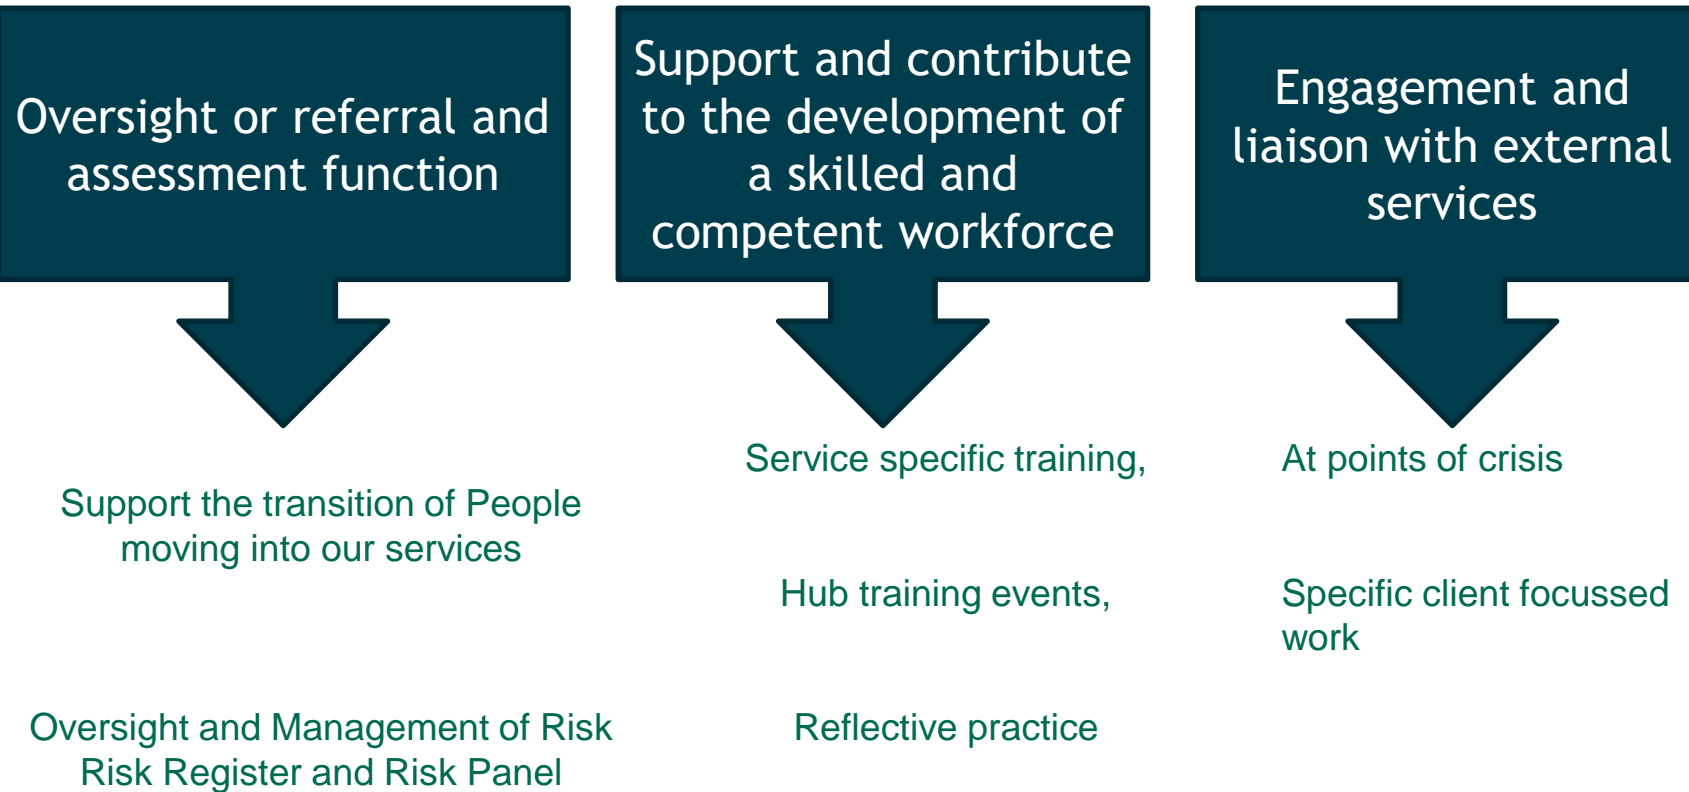 Oversight or referral and
assessment function
Support and contribute
to the development of
a skilled and
competent workforce
Engagement and
liaison with external
services
Support the transition of People
moving into our services
Oversight and Management of Risk
Risk Register and Risk Panel
Service specific training,
Hub training events,
Reflective practice
At points of crisis
Specific client focussed
work